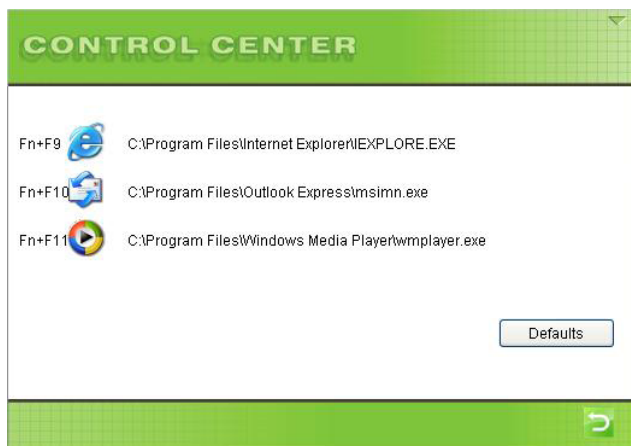 CONTROL CENTER
Fn+F9 C:\Program Files\Internet Explorer\IEXPLORE.EXE
Fn+F10 C:\Program Files\Outlook Express\msimn.exe
Fn+F11 C:\Program Files\Windows Media Player\wmplayer.exe
Defaults